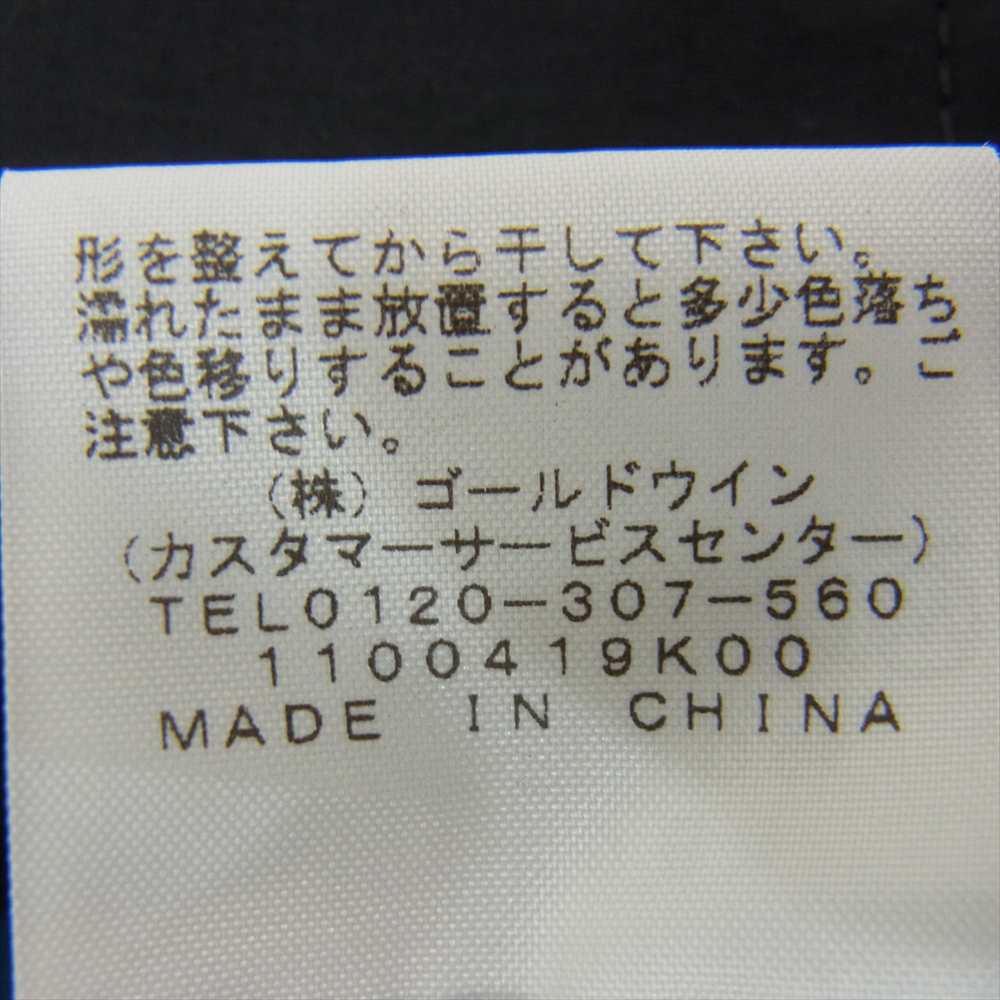 形を整えてから干して下さい。
濡れたまま放置すると多少色落ち
や色移りすることがあります。ご
注意下さい。
(株) ゴールドウイン
(カスタマーサービスセンター)
TEL0120-307-560
1100419K00
MADE IN CHINA